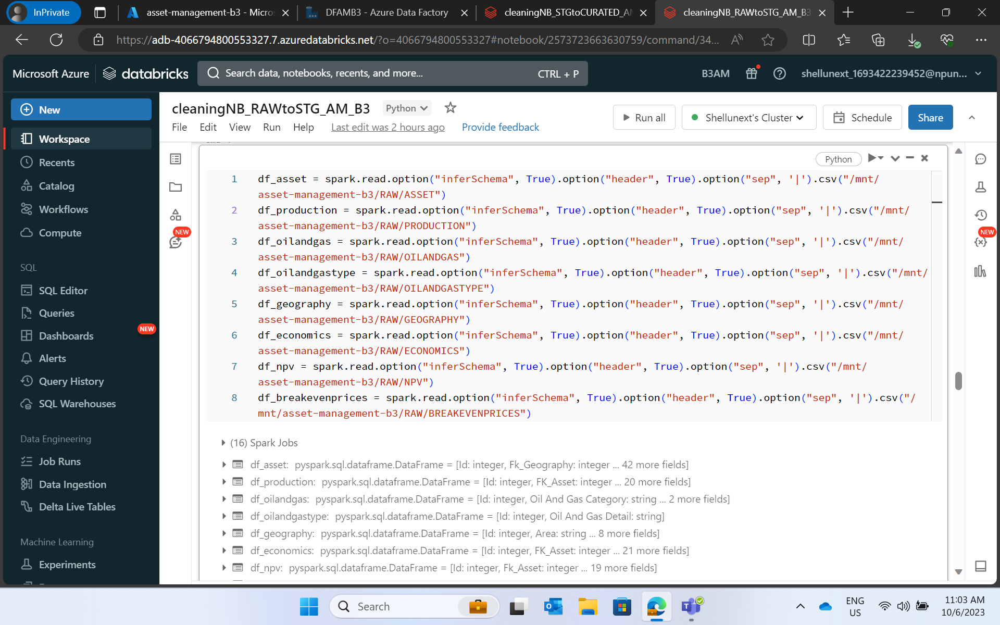 InPrivate
asset-management-b3 - Micros
DFAMB3 - Azure Data Factory
cleaningNB_STGtoCURATED_AM
cleaningNB_RAWtoSTG_AM_B3
https://adb-4066794800553327.7.azuredatabricks.net/?o=4066794800553327#notebook/2573723663630759/command/34...
Microsoft Azure
databricks
Search data, notebooks, recents, and more...
CTRL + P
B3AM
shellunext_1693422239452@npun...
New
Workspace
Recents
Catalog
Workflows
Compute
SQL
SQL Editor
Queries
Dashboards
NEW
Alerts
Query History
SQL Warehouses
Data Engineering
Job Runs
Data Ingestion
Delta Live Tables
Machine Learning
Experiments
cleaningNB_RAWtoSTG_AM_B3
Python
File Edit View Run Help Last edit was 2 hours ago Provide feedback
Run all
Shellunext's Cluster
Schedule
Share
NEW
NEW
Python
1 df_asset = spark.read.option("inferSchema", True).option("header", True).option("sep", '|').csv("/mnt/
asset-management-b3/RAW/ASSET")
2 df_production = spark.read.option("inferSchema", True).option("header", True).option("sep", '|').csv("/mnt/
asset-management-b3/RAW/PRODUCTION")
3 df_oilandgas = spark.read.option("inferSchema", True).option("header", True).option("sep", '|').csv("/mnt/
asset-management-b3/RAW/OILANDGAS")
4 df_oilandgastype = spark.read.option("inferSchema", True).option("header", True).option("sep", '|').csv("/mnt/
asset-management-b3/RAW/OILANDGASTYPE")
5 df_geography = spark.read.option("inferSchema", True).option("header", True).option("sep", '|').csv("/mnt/
asset-management-b3/RAW/GEOGRAPHY")
6 df_economics = spark.read.option("inferSchema", True).option("header", True).option("sep", '|').csv("/mnt/
asset-management-b3/RAW/ECONOMICS")
7 df_npv = spark.read.option("inferSchema", True).option("header", True).option("sep", '|').csv("/mnt/
asset-management-b3/RAW/NPV")
8 df_breakevenprices = spark.read.option("inferSchema", True).option("header", True).option("sep", '|').csv("/
mnt/asset-management-b3/RAW/BREAKEVENPRICES")
(16) Spark Jobs
df_asset: pyspark.sql.dataframe.DataFrame = [Id: integer, Fk_Geography: integer ... 42 more fields]
df_production: pyspark.sql.dataframe.DataFrame = [Id: integer, FK_Asset: integer ... 20 more fields]
df_oilandgas: pyspark.sql.dataframe.DataFrame = [Id: integer, Oil And Gas Category: string ... 2 more fields]
df_oilandgastype: pyspark.sql.dataframe.DataFrame = [Id: integer, Oil And Gas Detail: string]
df_geography: pyspark.sql.dataframe.DataFrame = [Id: integer, Area: string ... 8 more fields]
df_economics: pyspark.sql.dataframe.DataFrame = [Id: integer, FK_Asset: integer ... 21 more fields]
df_npv: pyspark.sql.dataframe.DataFrame = [Id: integer, Fk_Asset: integer ... 19 more fields]
Search
ENG
US
11:03 AM
10/6/2023